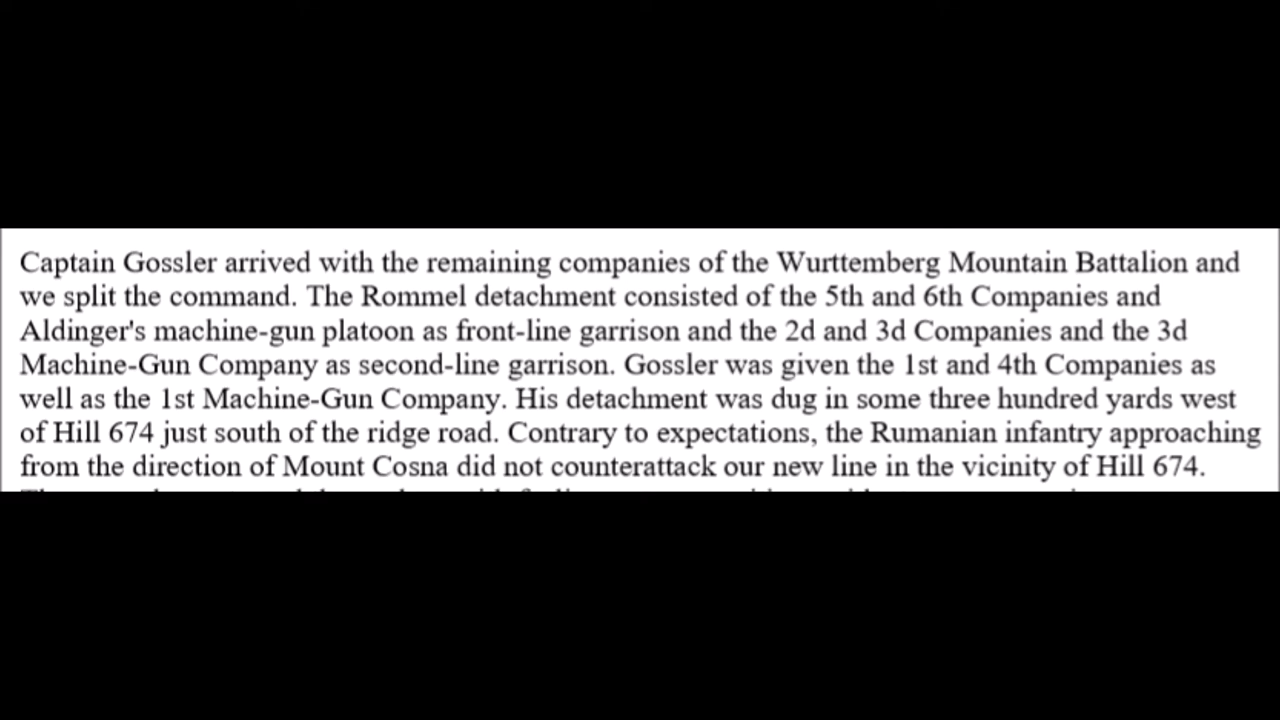 Captain Gossler arrived with the remaining companies of the Wurttemberg Mountain Battalion and
we split the command. The Rommel detachment consisted of the 5th and 6th Companies and
Aldinger's machine-gun platoon as front-line garrison and the 2d and 3d Companies and the 3d
Machine-Gun Company as second-line garrison. Gossler was given the 1st and 4th Companies as
well as the 1st Machine-Gun Company. His detachment was dug in some three hundred yards west
of Hill 674 just south of the ridge road. Contrary to expectations, the Rumanian infantry approaching
from the direction of Mount Cosna did not counterattack our new line in the vicinity of Hill 674.